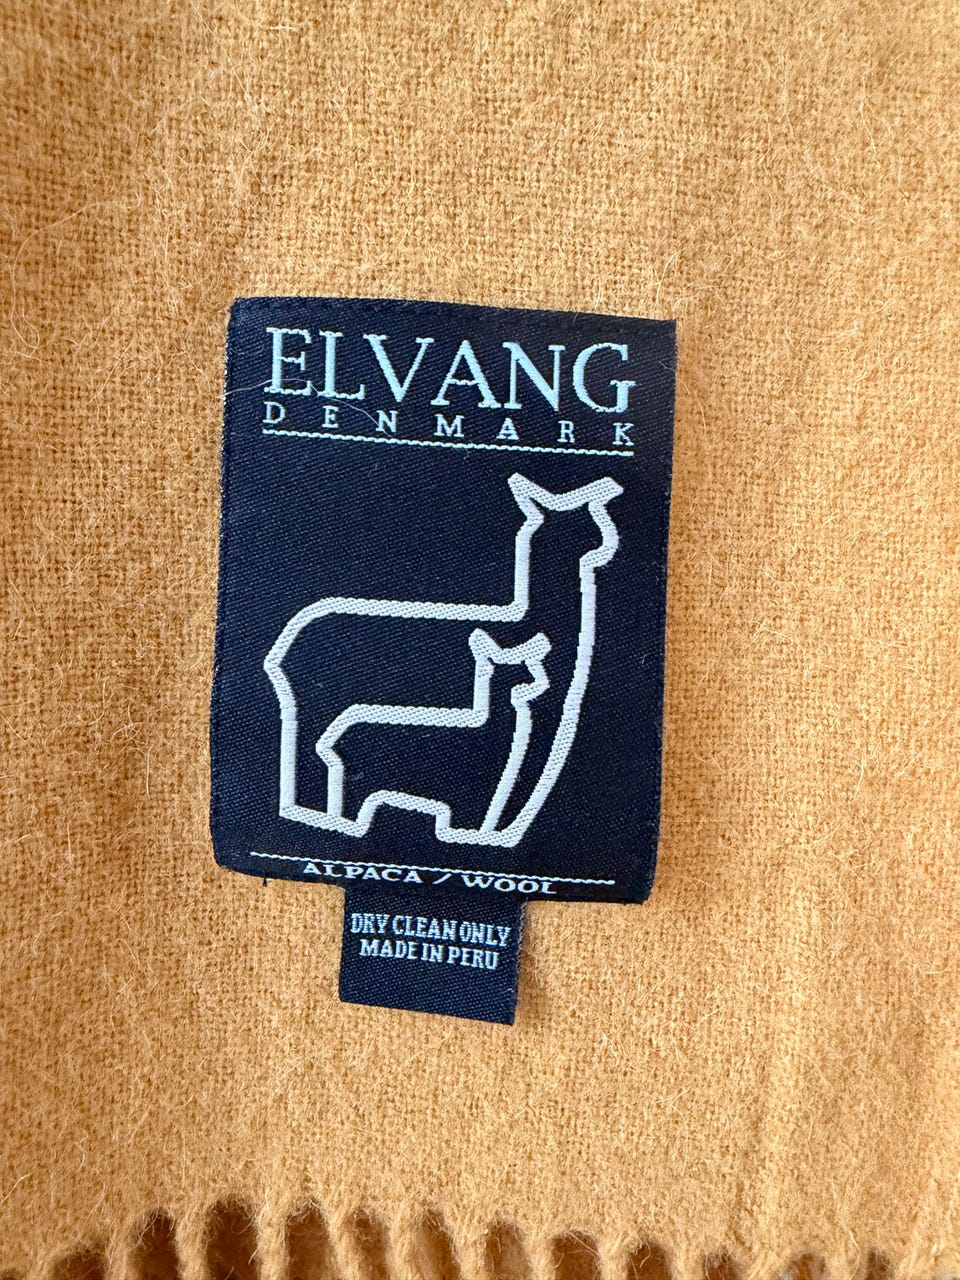 ELVANG
DENMARK
ALPACA / WOOL
DRY CLEAN ONLY
MADE IN PERU